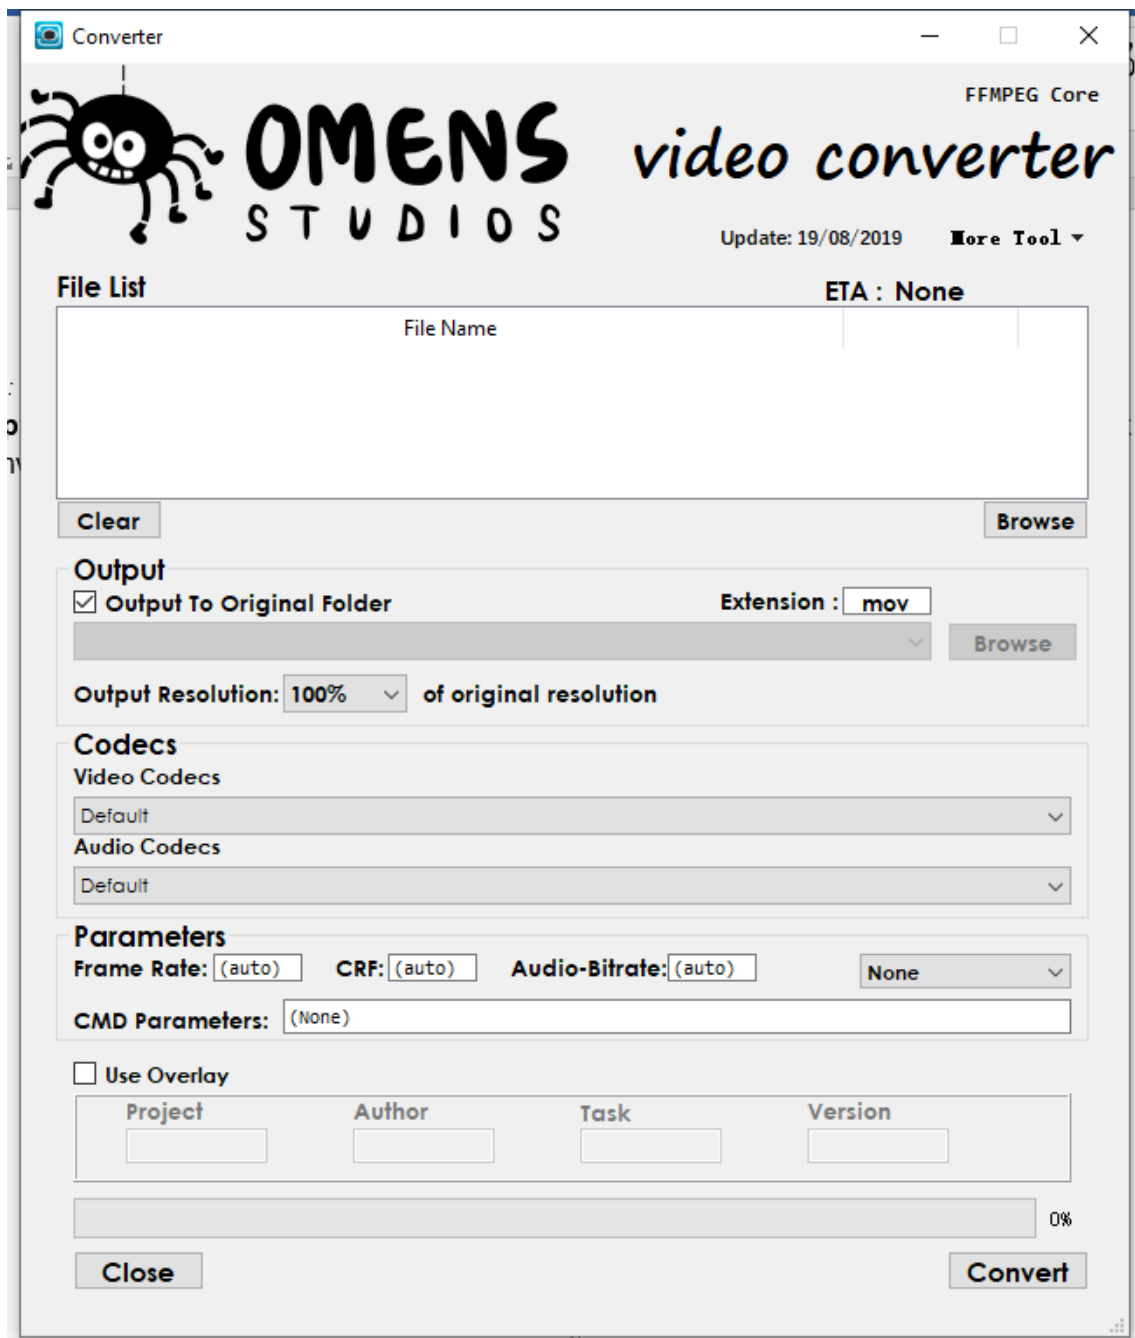 Converter
FFMPEG Core
OMENS
STUDIOS
video converter
Update: 19/08/2019 More Tool
File List
ETA : None
File Name
Clear
Browse
Output
Output To Original Folder
Extension : mov
Browse
Output Resolution: 100% of original resolution
Codecs
Video Codecs
Default
Audio Codecs
Default
Parameters
Frame Rate: (auto) CRF: (auto) Audio-Bitrate: (auto) None
CMD Parameters: (None)
Use Overlay
Project Author Task Version
0%
Close
Convert